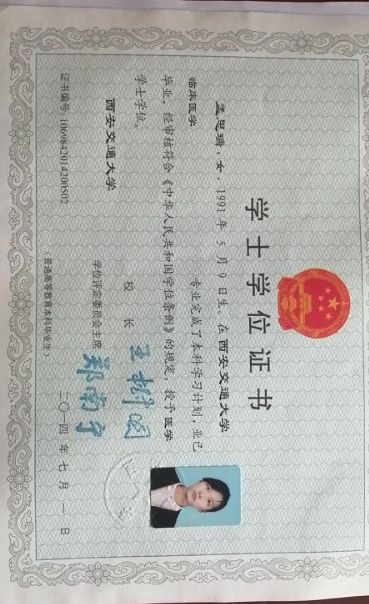 学士学位证书
孟思瑞，女，1991 年 5 月 9 日生。在西安交通大学
临床医学 专业完成了本科学习计划，业已
毕业，经审核符合《中华人民共和国学位条例》的规定，授予医学
学士学位。
西安交通大学
校 长 王树国
学位评定委员会主席 郑南宁
证书编号: 1069842014200502
二〇一四年七月一日
(普通高等教育本科毕业生)